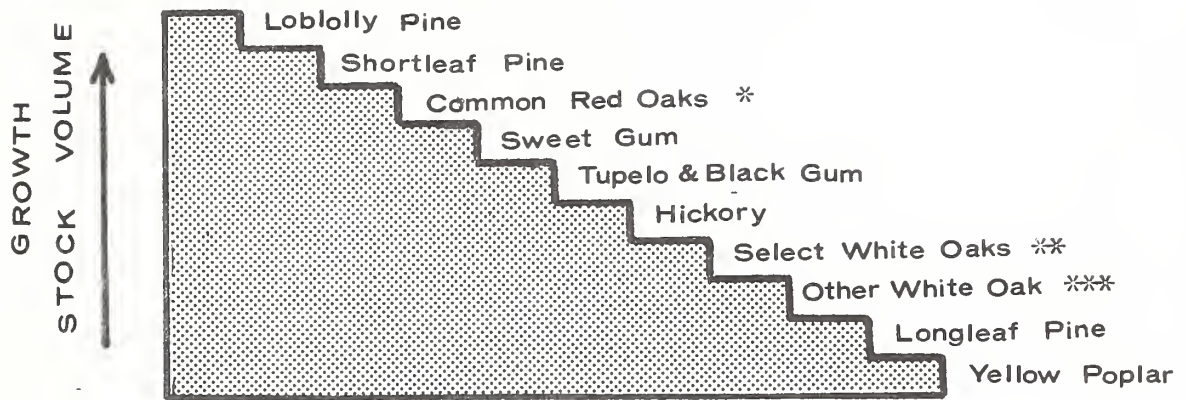 GROWTH
STOCK VOLUME
Loblolly Pine
Shortleaf Pine
Common Red Oaks *
Sweet Gum
Tupelo & Black Gum
Hickory
Select White Oaks **
Other White Oak ***
Longleaf Pine
Yellow Poplar